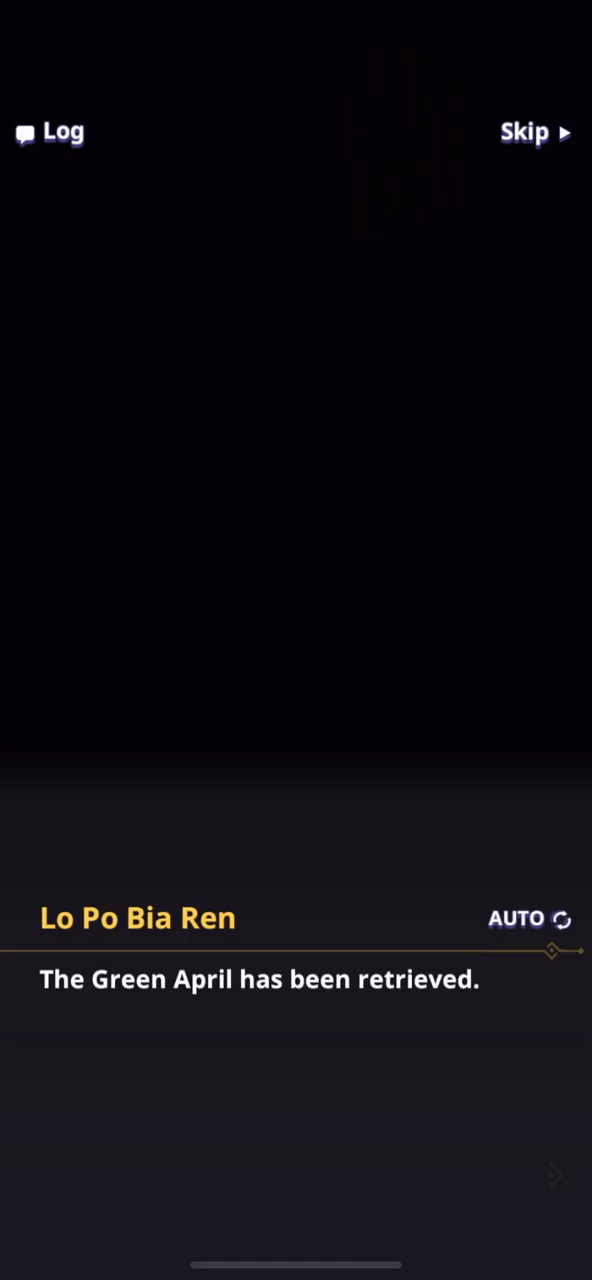 Log
Skip
Lo Po Bia Ren
AUTO
The Green April has been retrieved.